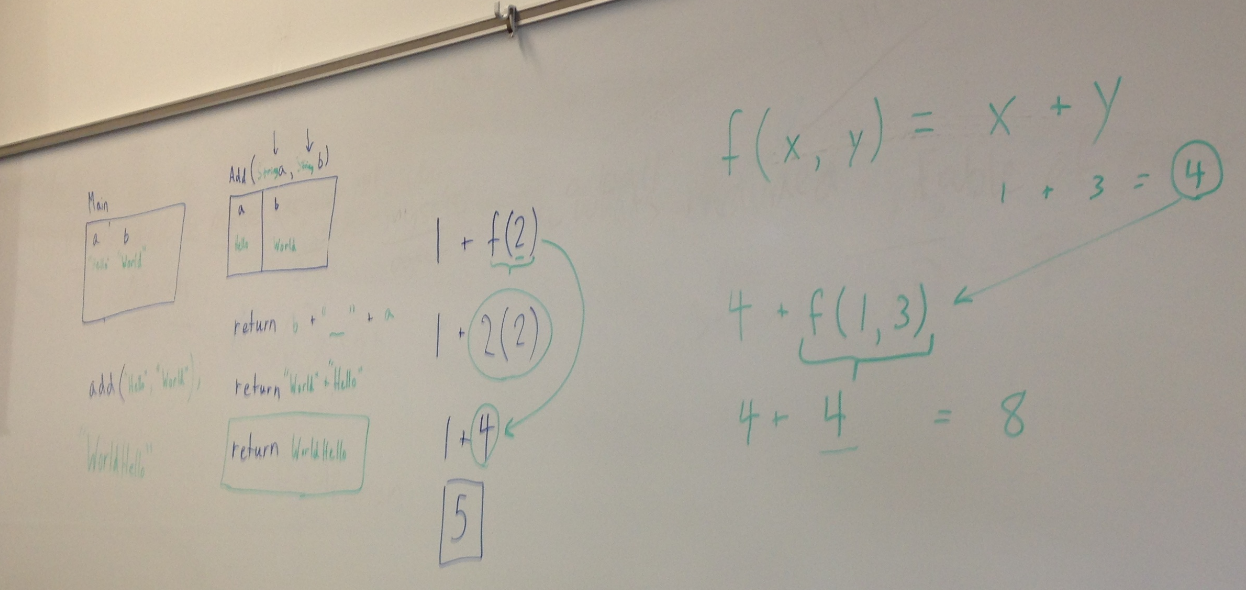 Main
a b
"Hello" "World"
add("Hello", "World");
"WorldHello"
Add(String a, String b)
a b
Hello World
return b + "_" + a
return "World" + "Hello"
return WorldHello
1 + f(2)
1 + 2(2)
1 + 4
5
f(x, y) = x + y
1 + 3 = 4
4 + f(1,3)
4 + 4 = 8